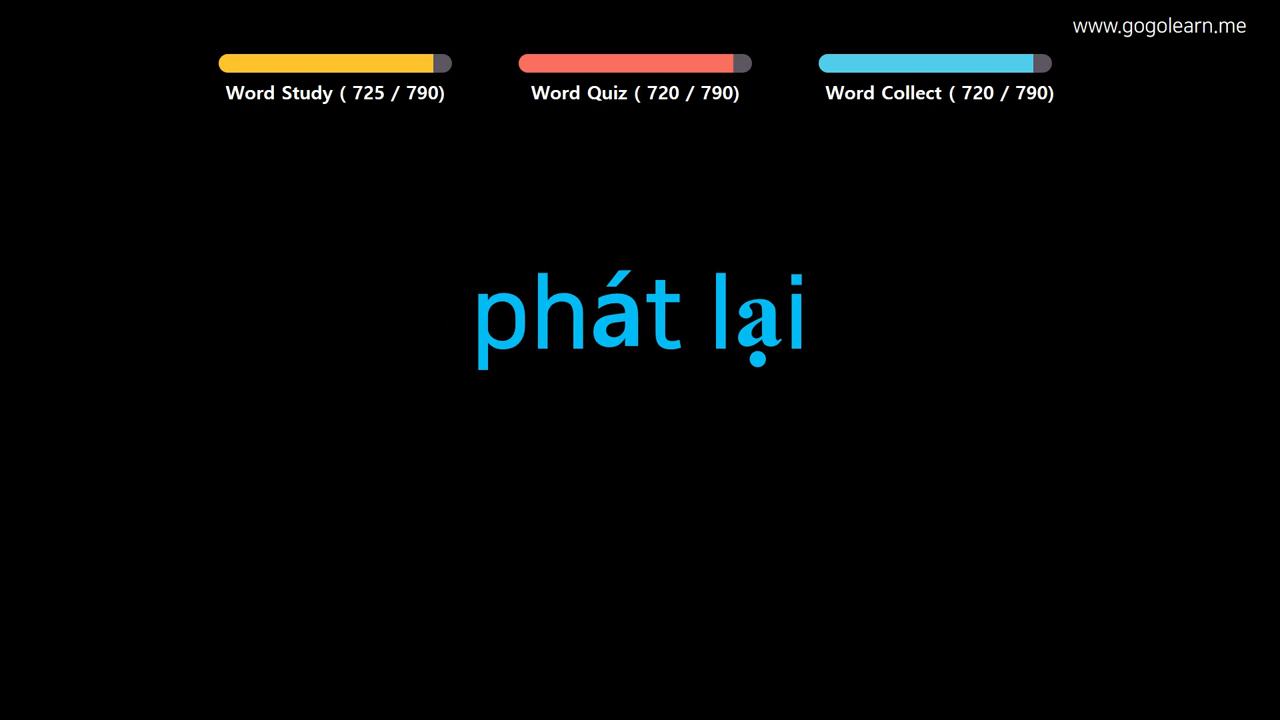 www.gogolearn.me
Word Study ( 725 / 790)
Word Quiz ( 720 / 790)
Word Collect ( 720 / 790)
phát lại